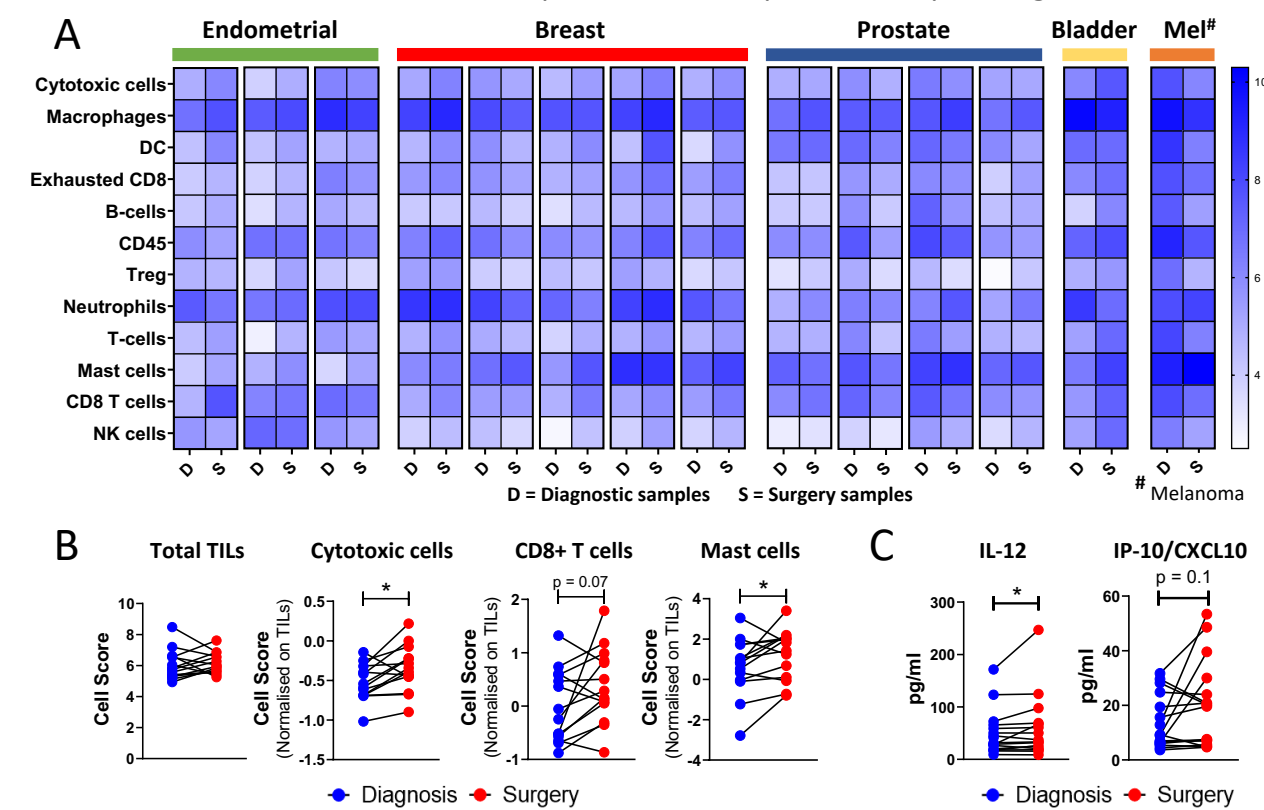 A
Endometrial Breast Prostate Bladder Mel#
Cytotoxic cells
Macrophages
DC
Exhausted CD8
B-cells
CD45
Treg
Neutrophils
T-cells
Mast cells
CD8 T cells
NK cells
10
8
6
4
D S D S D S D S D S D S D S D S D S D S D S D S D S D S
D = Diagnostic samples S = Surgery samples
# Melanoma
B
Total TILs Cytotoxic cells CD8+ T cells Mast cells
Cell Score
10
8
6
4
2
0
Cell Score
(Normalised on TILs)
0.5
0.0
-0.5
-1.0
-1.5
*
Cell Score
(Normalised on TILs)
2
1
0
-1
p = 0.07
Cell Score
(Normalised on TILs)
4
2
0
-2
-4
*
Diagnosis Surgery
C
IL-12 IP-10/CXCL10
pg/ml
300
200
100
0
*
pg/ml
60
40
20
0
p = 0.1
Diagnosis Surgery